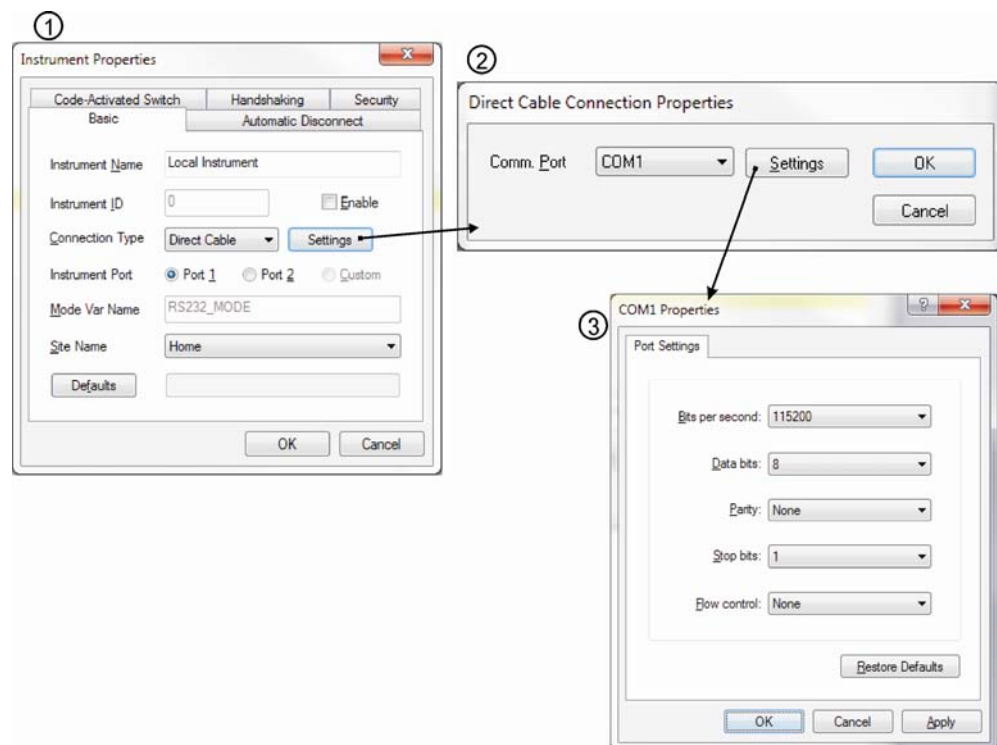 1
Instrument Properties
Code-Activated Switch Handshaking Security
Basic Automatic Disconnect
Instrument Name Local Instrument
Instrument ID 0 Enable
Connection Type Direct Cable Settings
Instrument Port Port 1 Port 2 Custom
Mode Var Name RS232_MODE
Site Name Home
Defaults
OK Cancel
2
Direct Cable Connection Properties
Comm. Port COM1 Settings OK
Cancel
3
COM1 Properties ?
Port Settings
Bits per second: 115200
Data bits: 8
Parity: None
Stop bits: 1
Flow control: None
Restore Defaults
OK Cancel Apply